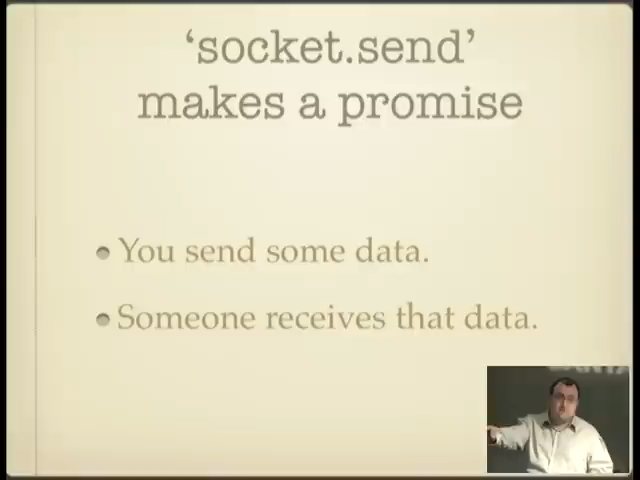 ‘socket.send’
makes a promise
• You send some data.
• Someone receives that data.